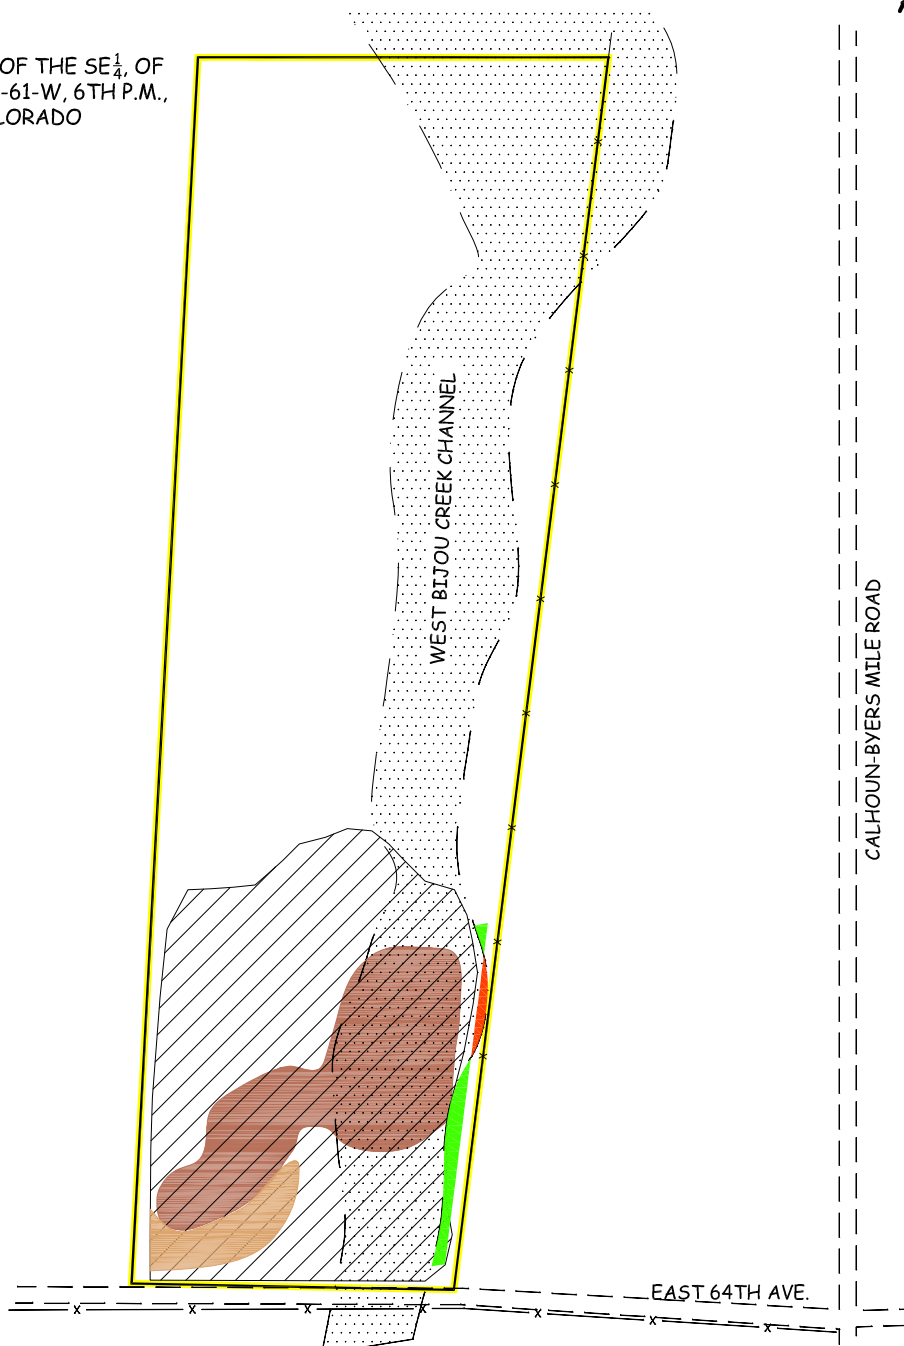 OF THE SE1/4, OF
-61-W, 6TH P.M.,
LORADO
WEST BIJOU CREEK CHANNEL
CALHOUN-BYERS MILE ROAD
EAST 64TH AVE.